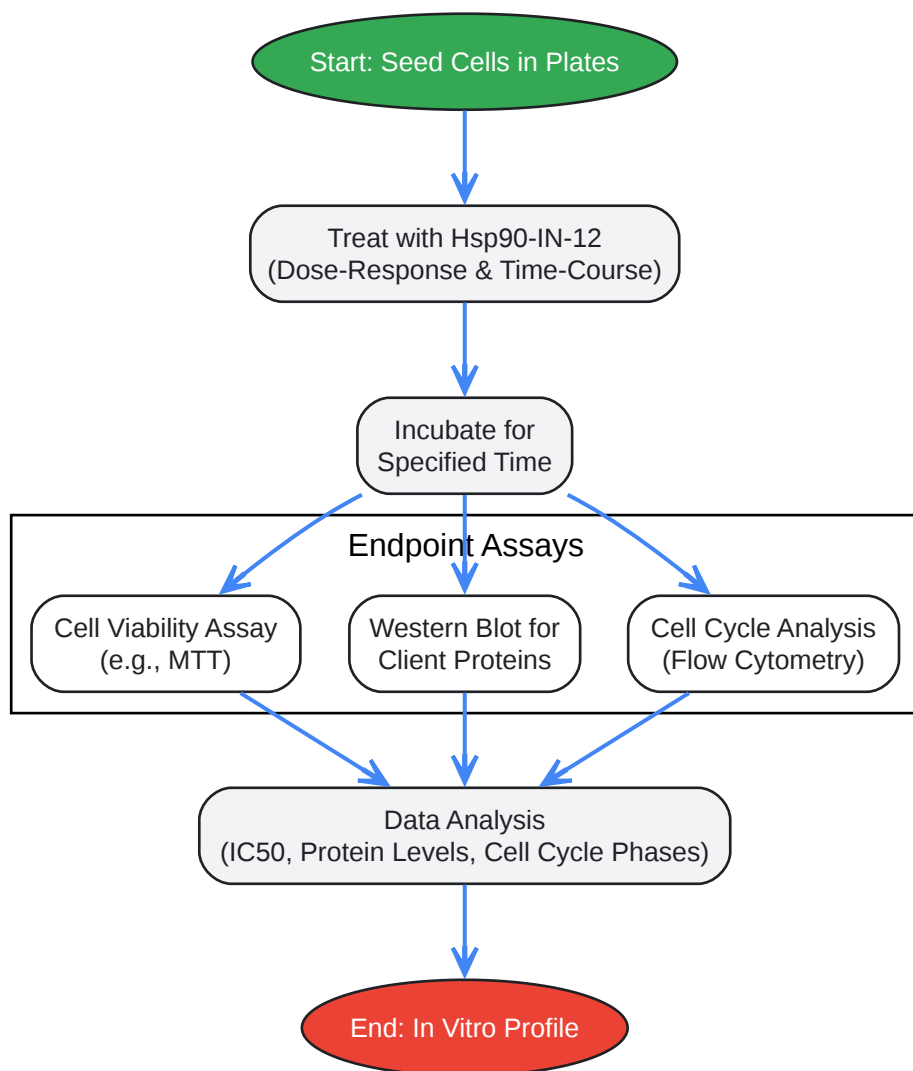 Start: Seed Cells in Plates
Treat with Hsp90-IN-12
(Dose-Response & Time-Course)
Incubate for
Specified Time
Endpoint Assays
Cell Viability Assay
(e.g., MTT)
Western Blot for
Client Proteins
Cell Cycle Analysis
(Flow Cytometry)
Data Analysis
(IC50, Protein Levels, Cell Cycle Phases)
End: In Vitro Profile